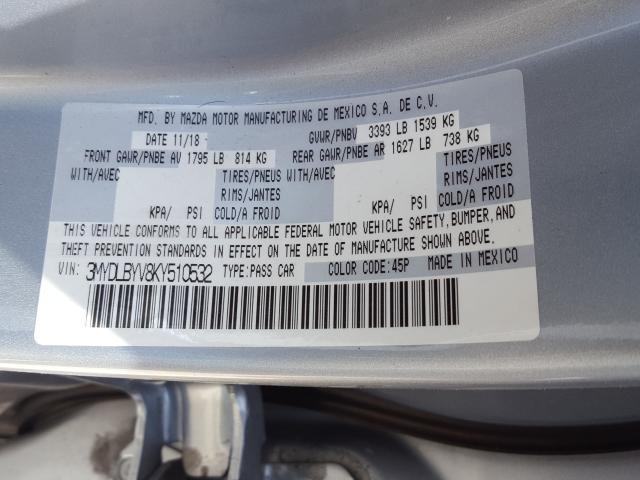 MFD. BY MAZDA MOTOR MANUFACTURING DE MEXICO S.A. DE C.V.
DATE 11/18 - GVWR/PNBV 3393 LB 1539 KG
FRONT GAWR/PNBE AV 1795 LB 814 KG REAR GAWR/PNBE AR 1627 LB 738 KG
WITH/AVEC TIRES/PNEUS WITH/AVEC TIRES/PNEUS
RIMS/JANTES RIMS/JANTES
KPA/ PSI COLD/A FROID KPA/ PSI COLD/A FROID
THIS VEHICLE CONFORMS TO ALL APPLICABLE FEDERAL MOTOR VEHICLE SAFETY, BUMPER, AND
THEFT PREVENTION STANDARDS IN EFFECT ON THE DATE OF MANUFACTURE SHOWN ABOVE.
VIN: 3MYDLBYV8KY510532 TYPE:PASS CAR COLOR CODE:45P MADE IN MEXICO